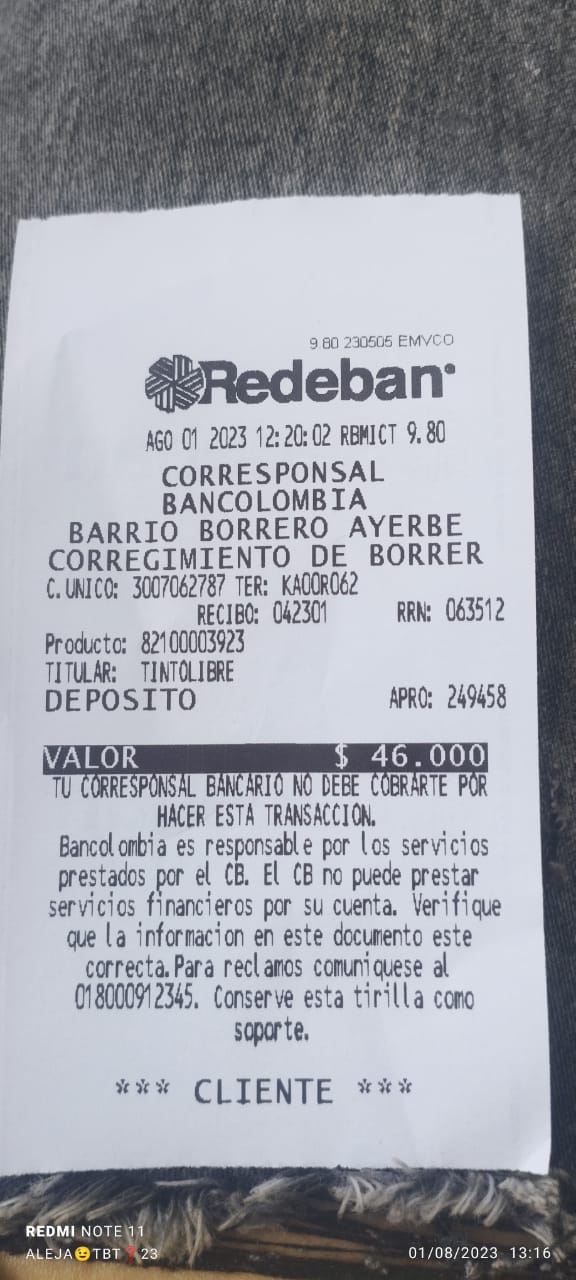 9.80 230505 EMVCO
Redeban
AGO 01 2023 12:20:02 RBMICT 9.80
CORRESPONSAL
BANCOLOMBIA
BARRIO BORRERO AYERBE
CORREGIMIENTO DE BORRER
C. UNICO: 3007062787 TER: KA00R062
RECIBO: 042301 RRN: 063512
Producto: 82100003923
TITULAR: TINTOLIBRE
DEPOSITO APRO: 249458
VALOR $ 46.000
TU CORRESPONSAL BANCARIO NO DEBE COBRARTE POR
HACER ESTA TRANSACCION.
Bancolombia es responsable por los servicios
prestados por el CB. El CB no puede prestar
servicios financieros por su cuenta. Verifique
que la informacion en este documento este
correcta. Para reclamos comuniquese al
018000912345. Conserve esta tirilla como
soporte.
*** CLIENTE ***
REDMI NOTE 11
ALEJA😉TBT❓23 01/08/2023 13:16